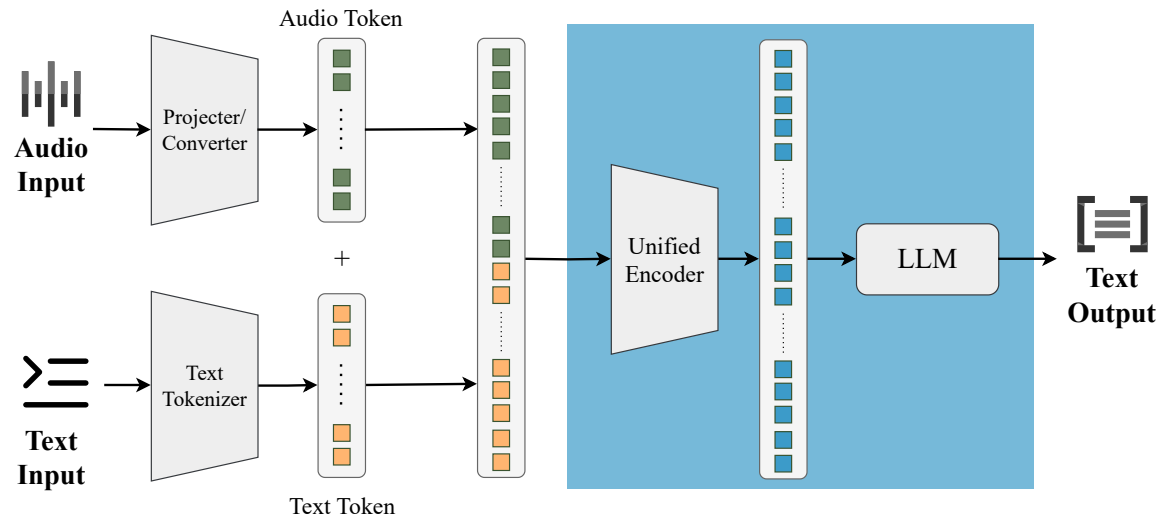 Audio Token
Projecter/
Converter
Audio
Input
+
Unified
Encoder
LLM
Text
Output
Text
Tokenizer
Text
Input
Text Token